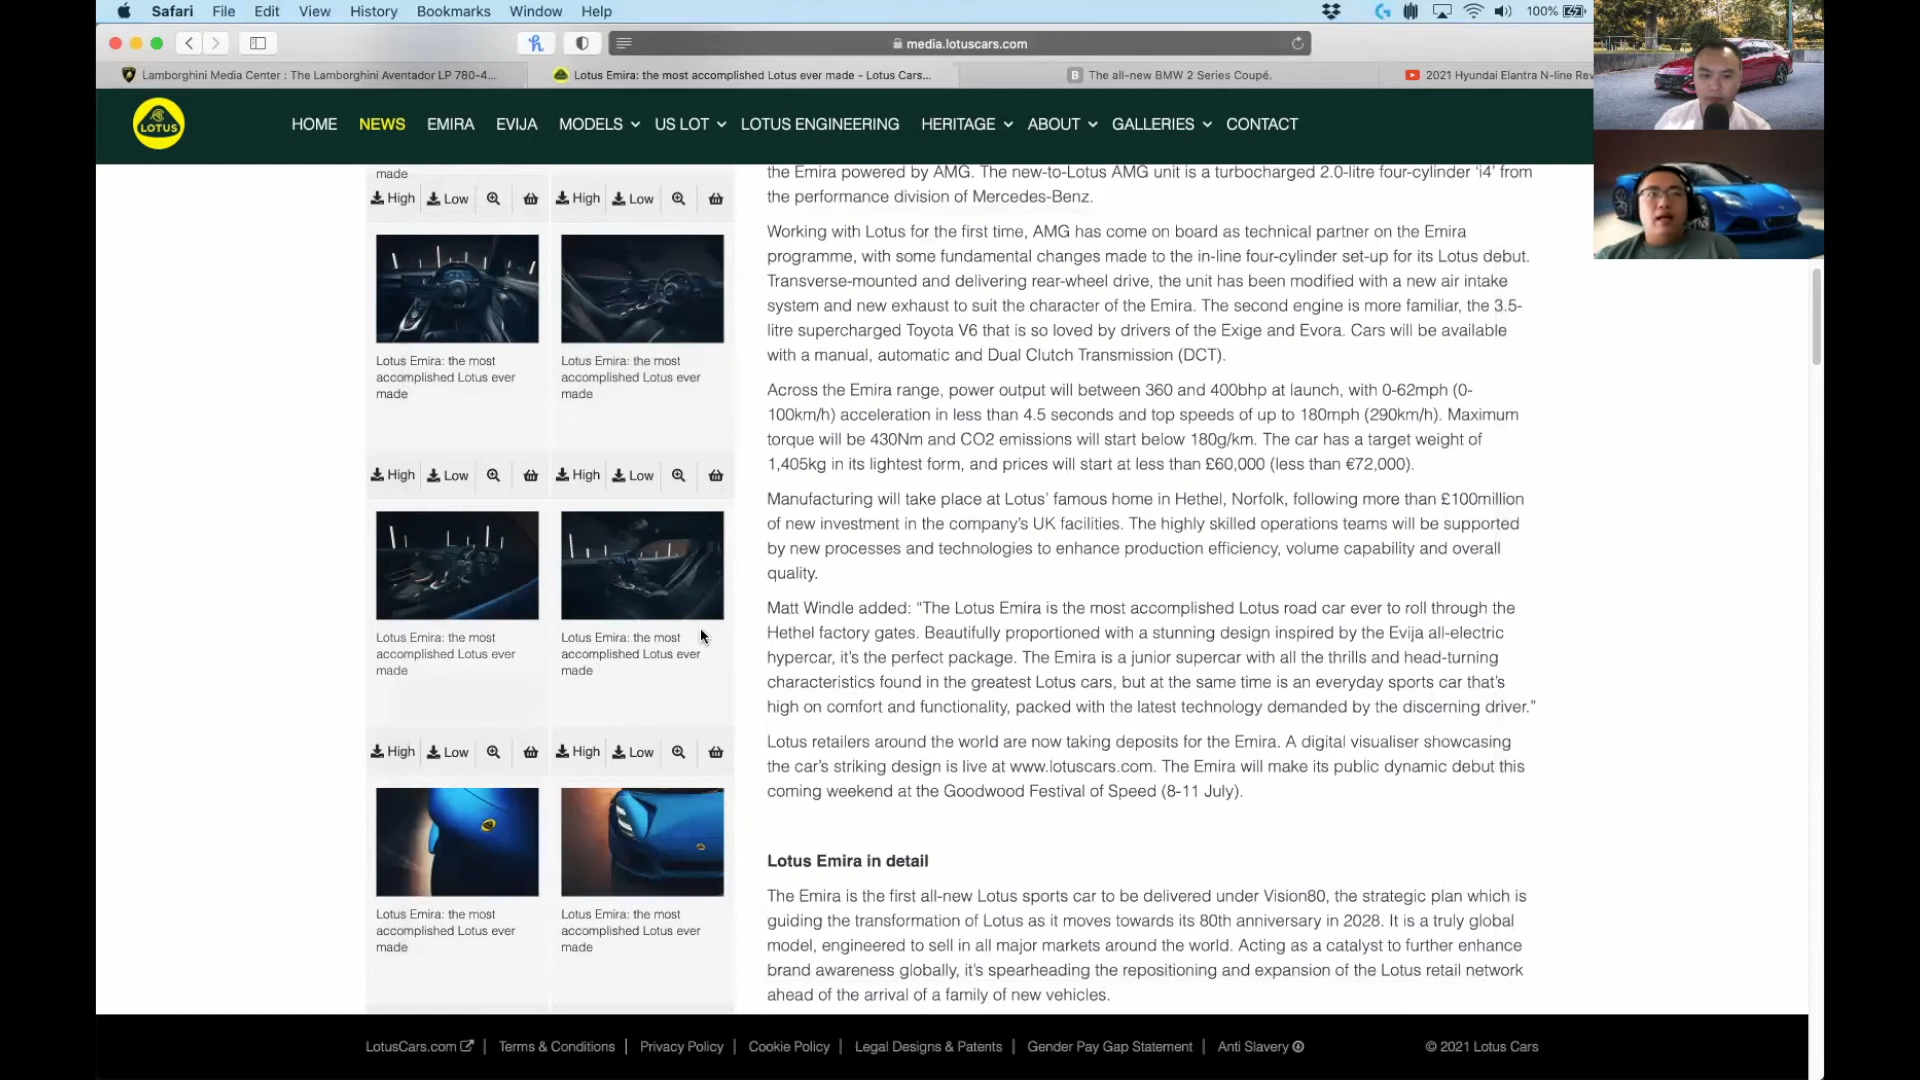 Safari File Edit View History Bookmarks Window Help 100%
media.lotuscars.com
Lamborghini Media Center : The Lamborghini Aventador LP 780-4... Lotus Emira: the most accomplished Lotus ever made - Lotus Cars... B The all-new BMW 2 Series Coupé. 2021 Hyundai Elantra N-line Rev
LOTUS HOME NEWS EMIRA EVIJA MODELS US LOT LOTUS ENGINEERING HERITAGE ABOUT GALLERIES CONTACT
made
High Low High Low
Lotus Emira: the most
accomplished Lotus ever
made
Lotus Emira: the most
accomplished Lotus ever
made
High Low High Low
Lotus Emira: the most
accomplished Lotus ever
made
Lotus Emira: the most
accomplished Lotus ever
made
High Low High Low
Lotus Emira: the most
accomplished Lotus ever
made
Lotus Emira: the most
accomplished Lotus ever
made
the Emira powered by AMG. The new-to-Lotus AMG unit is a turbocharged 2.0-litre four-cylinder ‘i4’ from
the performance division of Mercedes-Benz.
Working with Lotus for the first time, AMG has come on board as technical partner on the Emira
programme, with some fundamental changes made to the in-line four-cylinder set-up for its Lotus debut.
Transverse-mounted and delivering rear-wheel drive, the unit has been modified with a new air intake
system and new exhaust to suit the character of the Emira. The second engine is more familiar, the 3.5-
litre supercharged Toyota V6 that is so loved by drivers of the Exige and Evora. Cars will be available
with a manual, automatic and Dual Clutch Transmission (DCT).
Across the Emira range, power output will between 360 and 400bhp at launch, with 0-62mph (0-
100km/h) acceleration in less than 4.5 seconds and top speeds of up to 180mph (290km/h). Maximum
torque will be 430Nm and CO2 emissions will start below 180g/km. The car has a target weight of
1,405kg in its lightest form, and prices will start at less than £60,000 (less than €72,000).
Manufacturing will take place at Lotus’ famous home in Hethel, Norfolk, following more than £100million
of new investment in the company’s UK facilities. The highly skilled operations teams will be supported
by new processes and technologies to enhance production efficiency, volume capability and overall
quality.
Matt Windle added: “The Lotus Emira is the most accomplished Lotus road car ever to roll through the
Hethel factory gates. Beautifully proportioned with a stunning design inspired by the Evija all-electric
hypercar, it’s the perfect package. The Emira is a junior supercar with all the thrills and head-turning
characteristics found in the greatest Lotus cars, but at the same time is an everyday sports car that’s
high on comfort and functionality, packed with the latest technology demanded by the discerning driver.”
Lotus retailers around the world are now taking deposits for the Emira. A digital visualiser showcasing
the car’s striking design is live at www.lotuscars.com. The Emira will make its public dynamic debut this
coming weekend at the Goodwood Festival of Speed (8-11 July).
Lotus Emira in detail
The Emira is the first all-new Lotus sports car to be delivered under Vision80, the strategic plan which is
guiding the transformation of Lotus as it moves towards its 80th anniversary in 2028. It is a truly global
model, engineered to sell in all major markets around the world. Acting as a catalyst to further enhance
brand awareness globally, it’s spearheading the repositioning and expansion of the Lotus retail network
ahead of the arrival of a family of new vehicles.
LotusCars.com | Terms & Conditions | Privacy Policy | Cookie Policy | Legal Designs & Patents | Gender Pay Gap Statement | Anti Slavery © 2021 Lotus Cars